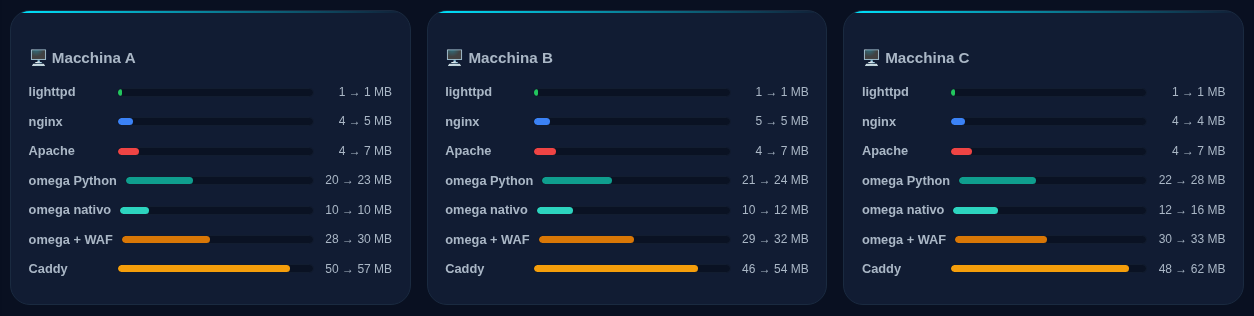 Macchina A
lighttpd 1 → 1 MB
nginx 4 → 5 MB
Apache 4 → 7 MB
omega Python 20 → 23 MB
omega nativo 10 → 10 MB
omega + WAF 28 → 30 MB
Caddy 50 → 57 MB
Macchina B
lighttpd 1 → 1 MB
nginx 5 → 5 MB
Apache 4 → 7 MB
omega Python 21 → 24 MB
omega nativo 10 → 12 MB
omega + WAF 29 → 32 MB
Caddy 46 → 54 MB
Macchina C
lighttpd 1 → 1 MB
nginx 4 → 4 MB
Apache 4 → 7 MB
omega Python 22 → 28 MB
omega nativo 12 → 16 MB
omega + WAF 30 → 33 MB
Caddy 48 → 62 MB